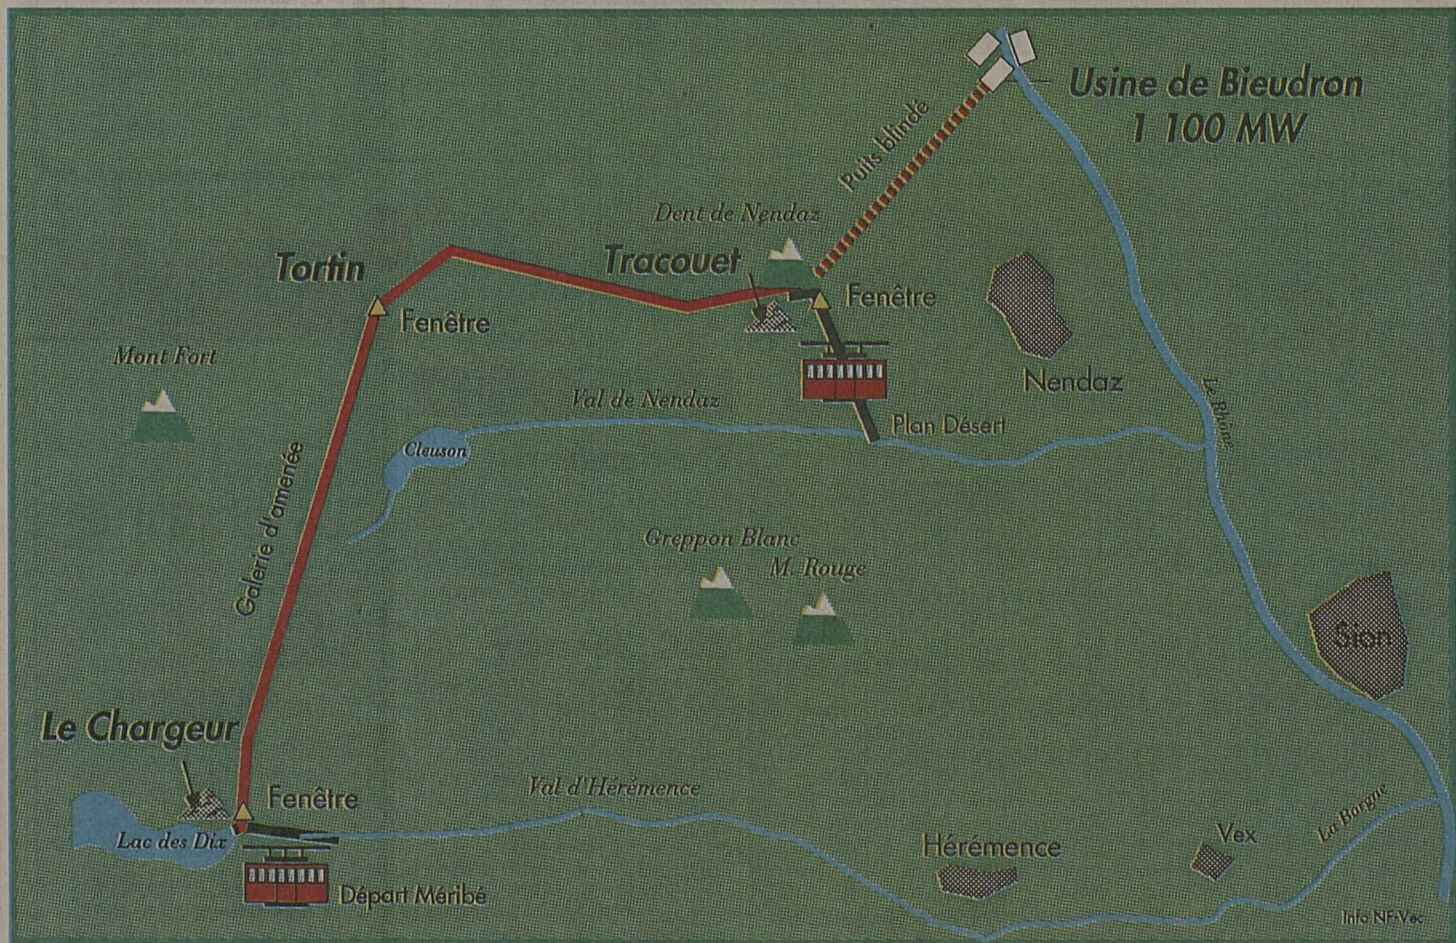 Usine de Bieudron
1 100 MW
Puits blindé
Dent de Nendaz
Tortin
Tracouet
Fenêtre
Fenêtre
Mont Fort
Nendaz
Val de Nendaz
Le Rhône
Plan Désert
Cleuson
Galerie d'amenée
Greppon Blanc
M. Rouge
Sion
Le Chargeur
Fenêtre
Val d'Hérémence
Lac des Dix
Hérémence
Vex
La Borgne
Départ Méribé
Info NF-Vec